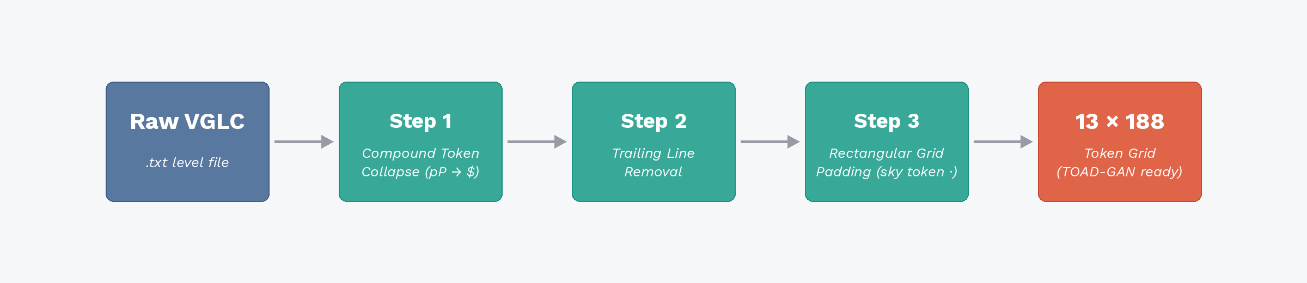 Raw VGLC
.txt level file
Step 1
Compound Token
Collapse (pP → $)
Step 2
Trailing Line
Removal
Step 3
Rectangular Grid
Padding (sky token ·)
13 × 188
Token Grid
(TOAD-GAN ready)